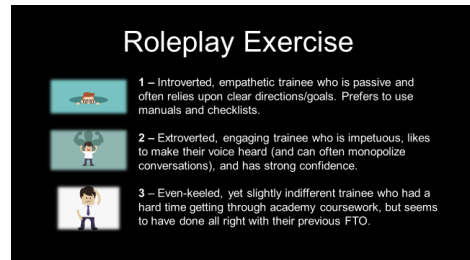 Roleplay Exercise
1 – Introverted, empathetic trainee who is passive and
often relies upon clear directions/goals. Prefers to use
manuals and checklists.
2 – Extroverted, engaging trainee who is impetuous, likes
to make their voice heard (and can often monopolize
conversations), and has strong confidence.
3 – Even-keeled, yet slightly indifferent trainee who had a
hard time getting through academy coursework, but seems
to have done all right with their previous FTO.